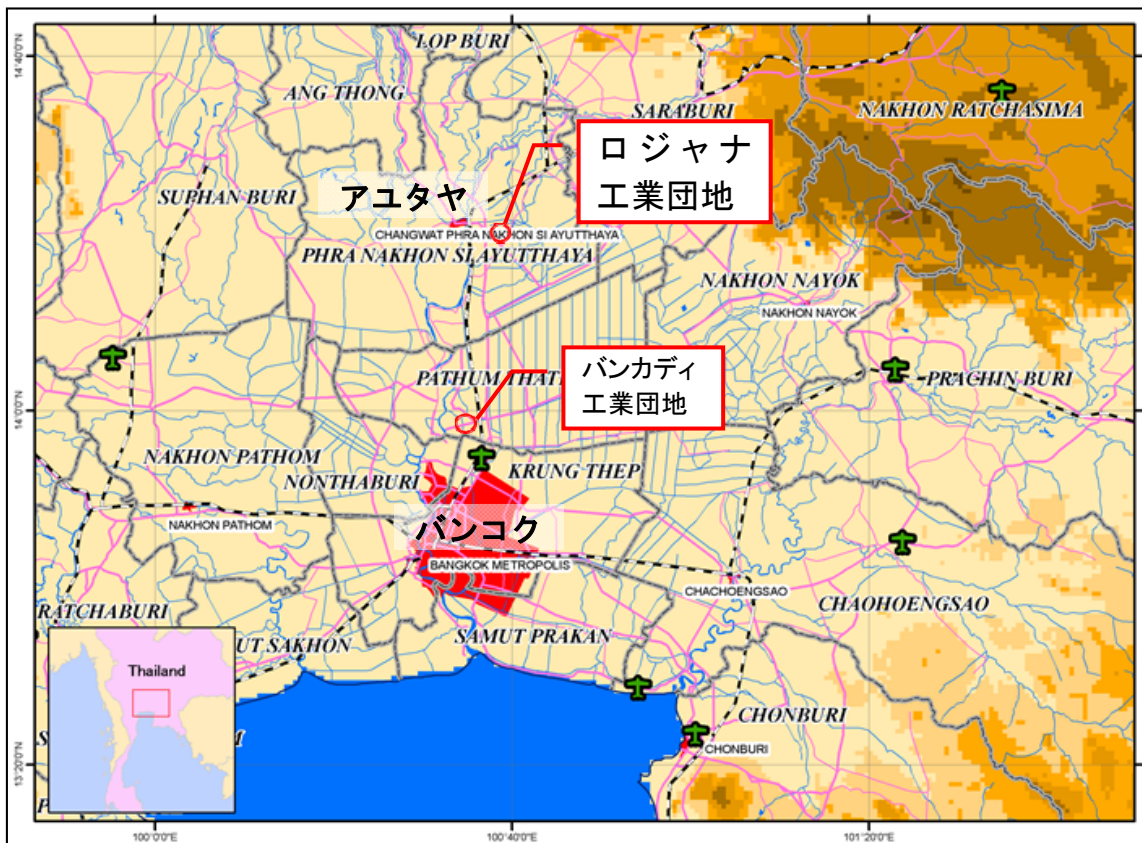 LOP BURI
14°40'N
ANG THONG
SARABURI
NAKHON RATCHASIMA
ロジャナ
工業団地
SUPHAN BURI
アユタヤ
CHANGWAT PHRA NAKHON SI AYUTTHAYA
PHRA NAKHON SI AYUTTHAYA
NAKHON NAYOK
NAKHON NAYOK
バンカディ
工業団地
PATHUM THA
PRACHIN BURI
14°0'N
NAKHON PATHOM
NONTHABURI
KRUNG THEP
NAKHON PATHOM
バンコク
BANGKOK METROPOLIS
CHACHOENGSAO
CHAOHOENGSAO
RATCHABURI
UT SAKHON
SAMUT PRAKAN
Thailand
CHONBURI
CHONBURI
13°20'N
100°0'0"E
100°40'0"E
101°20'0"E